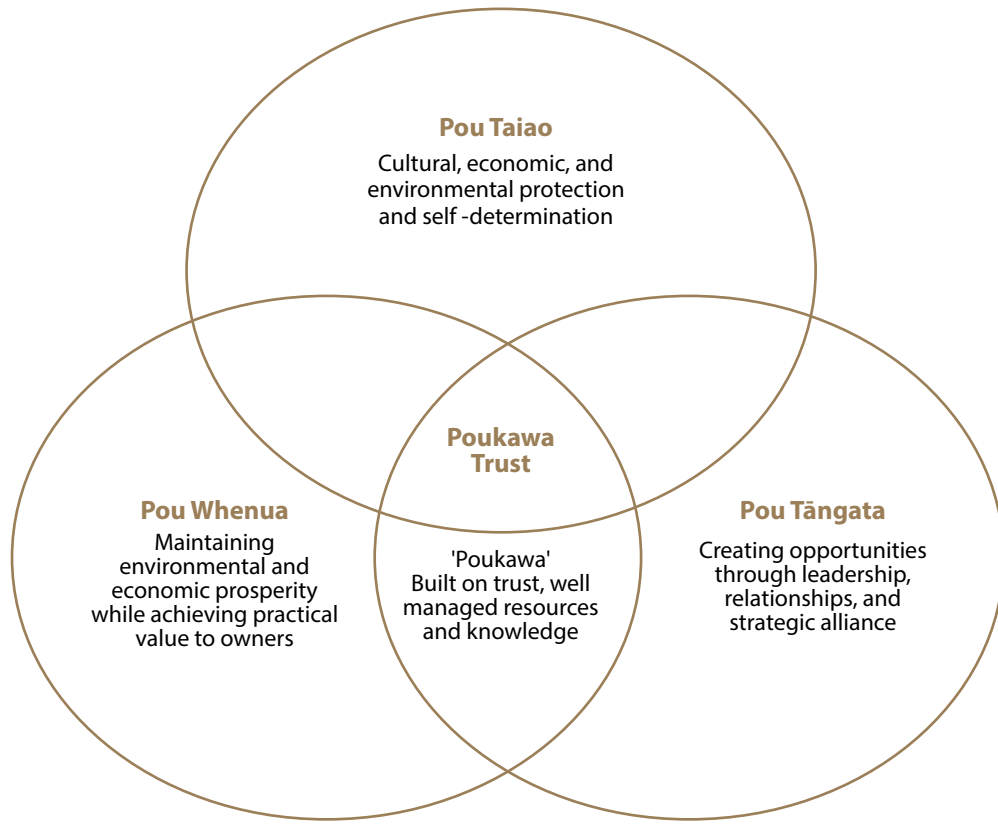 Pou Taiao
Cultural, economic, and
environmental protection
and self -determination
Poukawa
Trust
Pou Whenua
Maintaining
environmental and
economic prosperity
while achieving practical
value to owners
'Poukawa'
Built on trust, well
managed resources
and knowledge
Pou Tāngata
Creating opportunities
through leadership,
relationships, and
strategic alliance